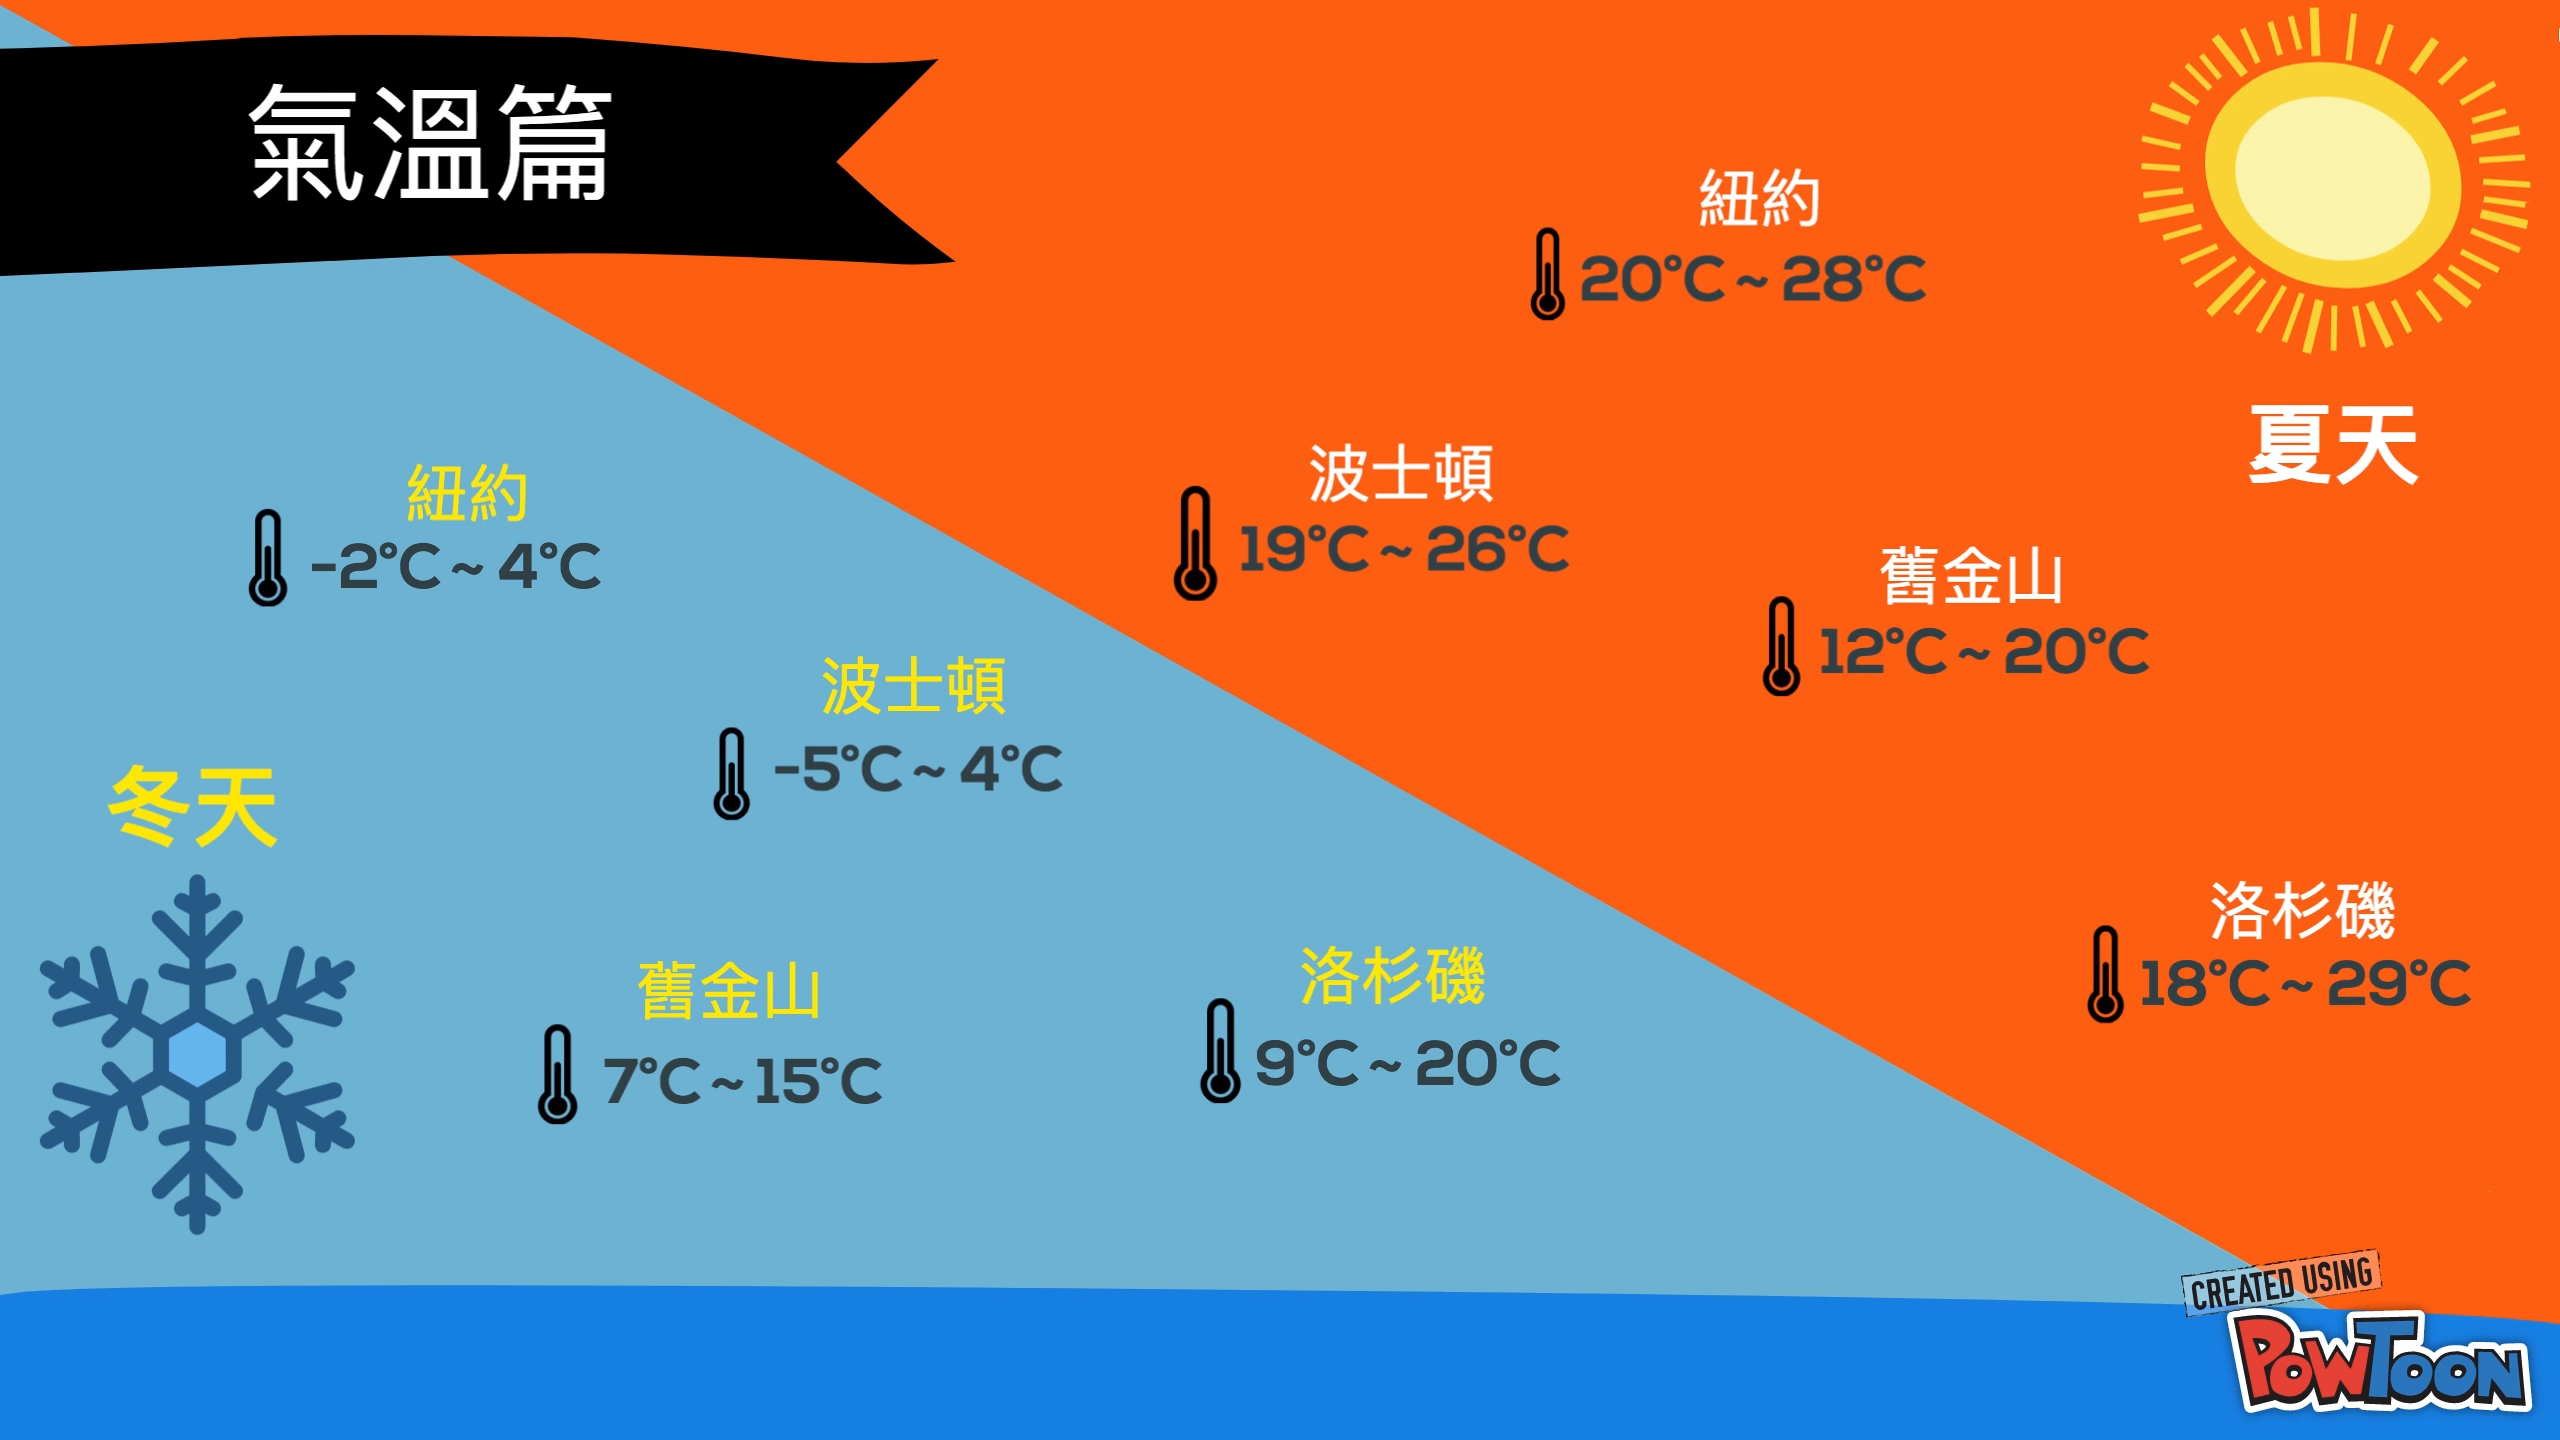 氣溫篇
紐約
20°C ~ 28°C
夏天
波士頓
19°C ~ 26°C
舊金山
12°C ~ 20°C
洛杉磯
18°C ~ 29°C
紐約
-2°C ~ 4°C
波士頓
-5°C ~ 4°C
冬天
舊金山
7°C ~ 15°C
洛杉磯
9°C ~ 20°C
CREATED USING
POWTOON